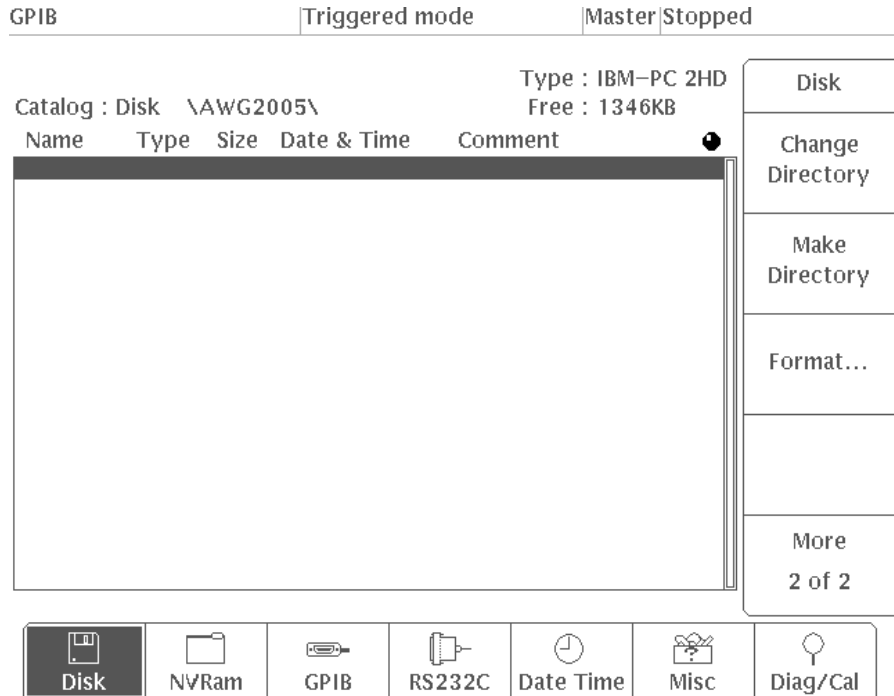 GPIB Triggered mode Master Stopped
Type : IBM-PC 2HD
Catalog : Disk \AWG2005\ Free : 1346KB
Name Type Size Date & Time Comment
Disk
Change
Directory
Make
Directory
Format...
More
2 of 2
Disk NVRam GPIB RS232C Date Time Misc Diag/Cal